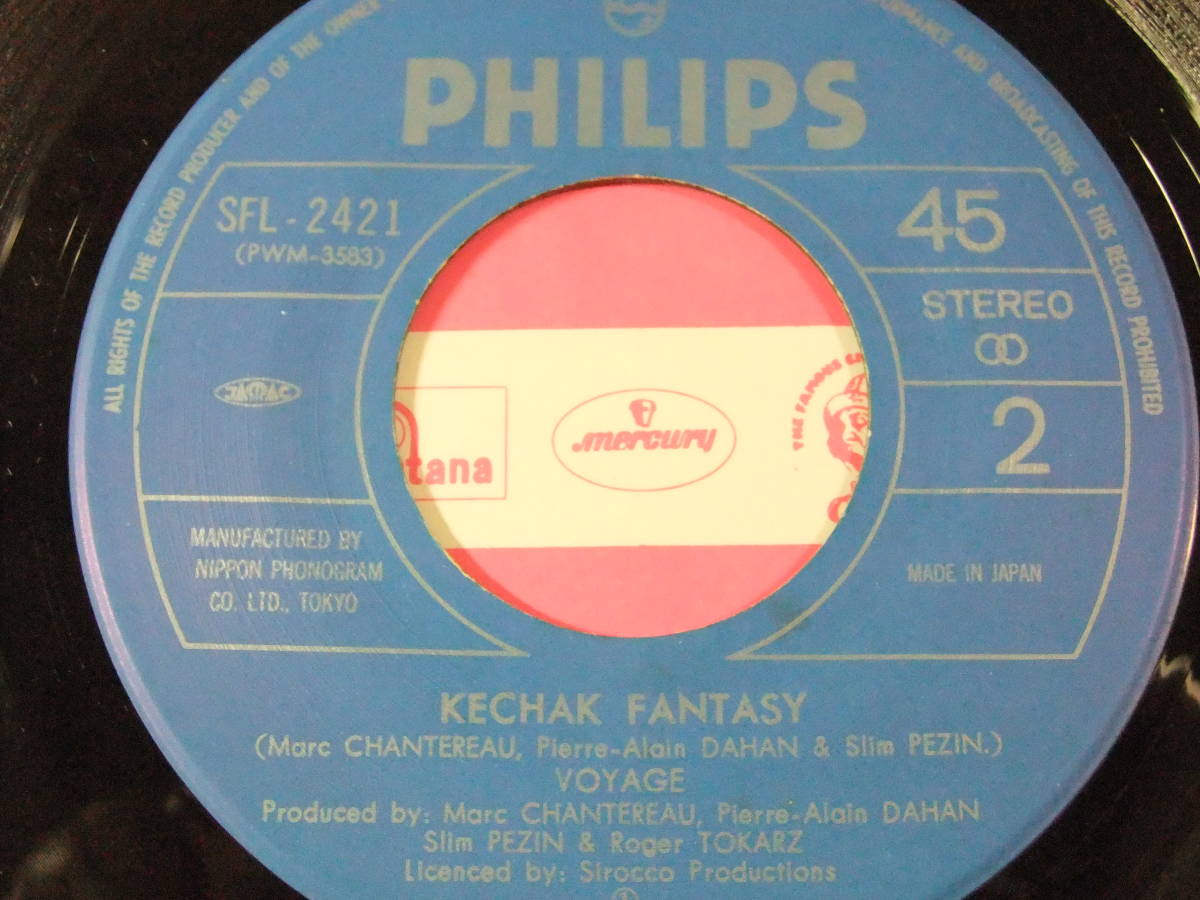 PHILIPS
ALL RIGHTS OF THE RECORD PRODUCER AND OF THE OWNER
AND BROADCASTING OF THIS RECORD PROHIBITED
SFL-2421
(PWM-3583)
45
STEREO
2
JASRAC
MANUFACTURED BY
NIPPON PHONOGRAM
CO. LTD., TOKYO
MADE IN JAPAN
tana
mercury
THE FAMOUS
KECHAK FANTASY
(Marc CHANTEREAU, Pierre-Alain DAHAN & Slim PEZIN.)
VOYAGE
Produced by: Marc CHANTEREAU, Pierre-Alain DAHAN
Slim PEZIN & Roger TOKARZ
Licenced by: Sirocco Productions